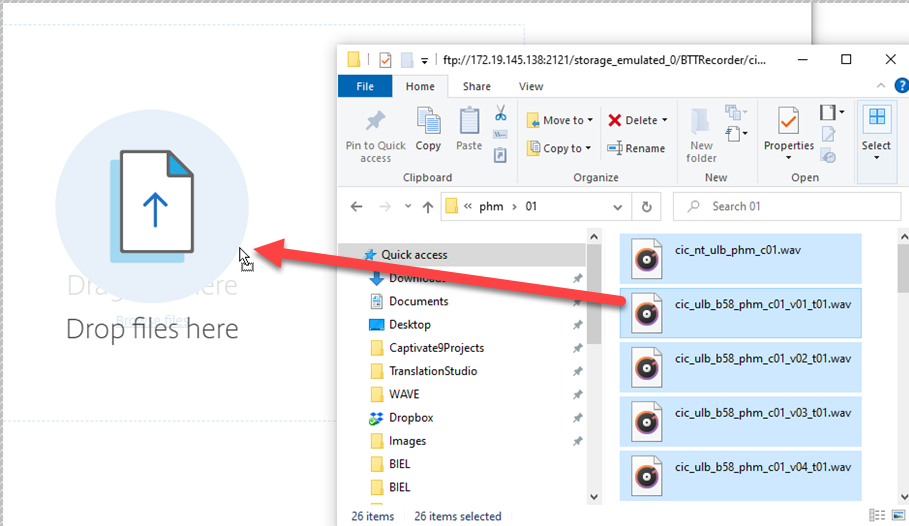 Drag files here
Browse files
Drop files here
ftp://172.19.145.138:2121/storage_emulated_0/BTTRecorder/ci...
File Home Share View
Pin to Quick access
Copy
Paste
Clipboard
Move to
Copy to
Delete
Rename
Organize
New folder
New
Properties
Open
Select
« phm > 01
Search 01
Quick access
Downloads
Documents
Desktop
Captivate9Projects
TranslationStudio
WAVE
Dropbox
Images
BIEL
BIEL
cic_nt_ulb_phm_c01.wav
cic_ulb_b58_phm_c01_v01_t01.wav
cic_ulb_b58_phm_c01_v02_t01.wav
cic_ulb_b58_phm_c01_v03_t01.wav
cic_ulb_b58_phm_c01_v04_t01.wav
26 items 26 items selected